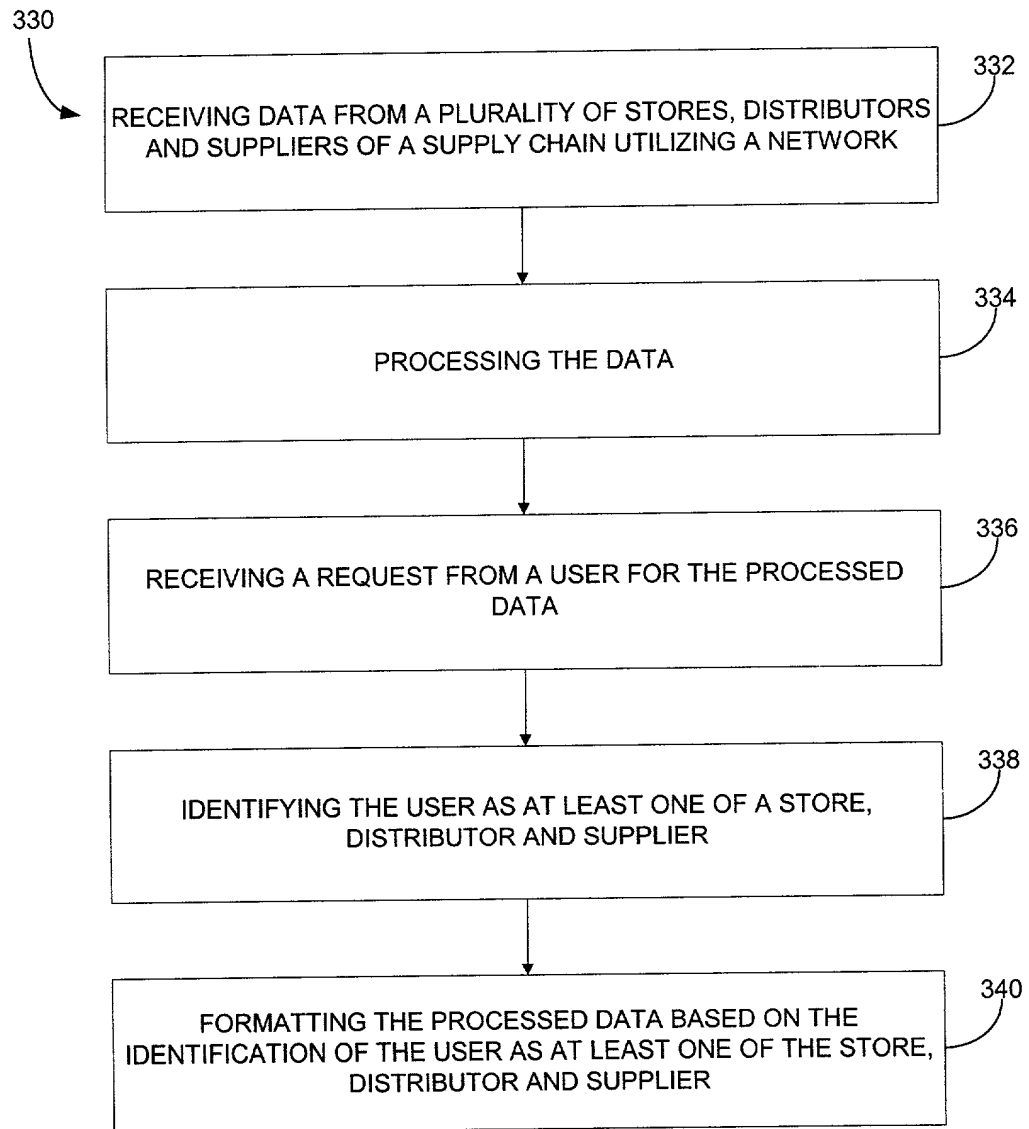 330
332
RECEIVING DATA FROM A PLURALITY OF STORES, DISTRIBUTORS
AND SUPPLIERS OF A SUPPLY CHAIN UTILIZING A NETWORK
334
PROCESSING THE DATA
336
RECEIVING A REQUEST FROM A USER FOR THE PROCESSED
DATA
338
IDENTIFYING THE USER AS AT LEAST ONE OF A STORE,
DISTRIBUTOR AND SUPPLIER
340
FORMATTING THE PROCESSED DATA BASED ON THE
IDENTIFICATION OF THE USER AS AT LEAST ONE OF THE STORE,
DISTRIBUTOR AND SUPPLIER